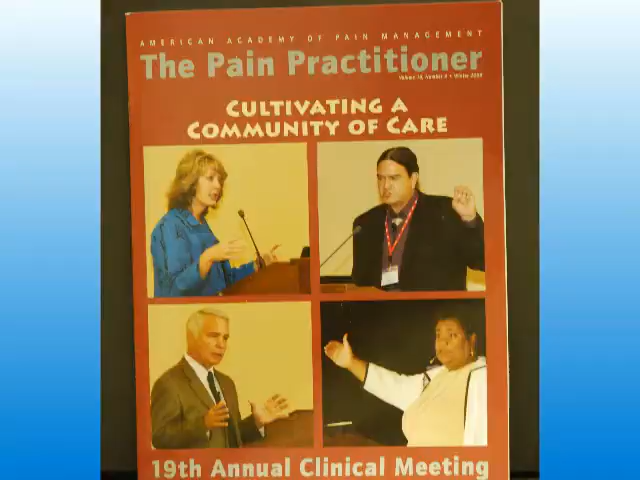 AMERICAN ACADEMY OF PAIN MANAGEMENT
The Pain Practitioner
CULTIVATING A
COMMUNITY OF CARE
19th Annual Clinical Meeting